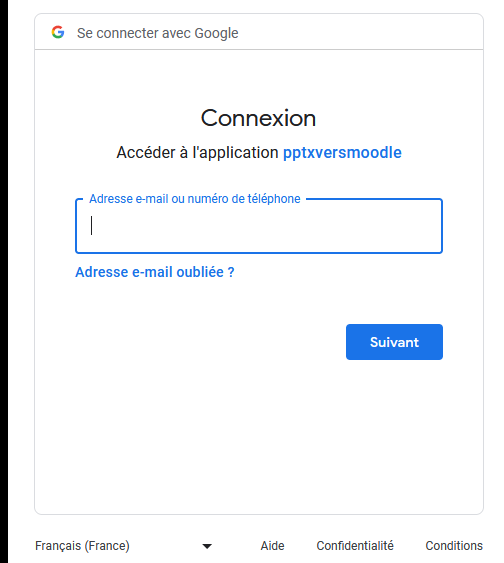 Se connecter avec Google
Connexion
Accéder à l'application pptxversmoodle
Adresse e-mail ou numéro de téléphone
Adresse e-mail oubliée ?
Suivant
Français (France) Aide Confidentialité Conditions